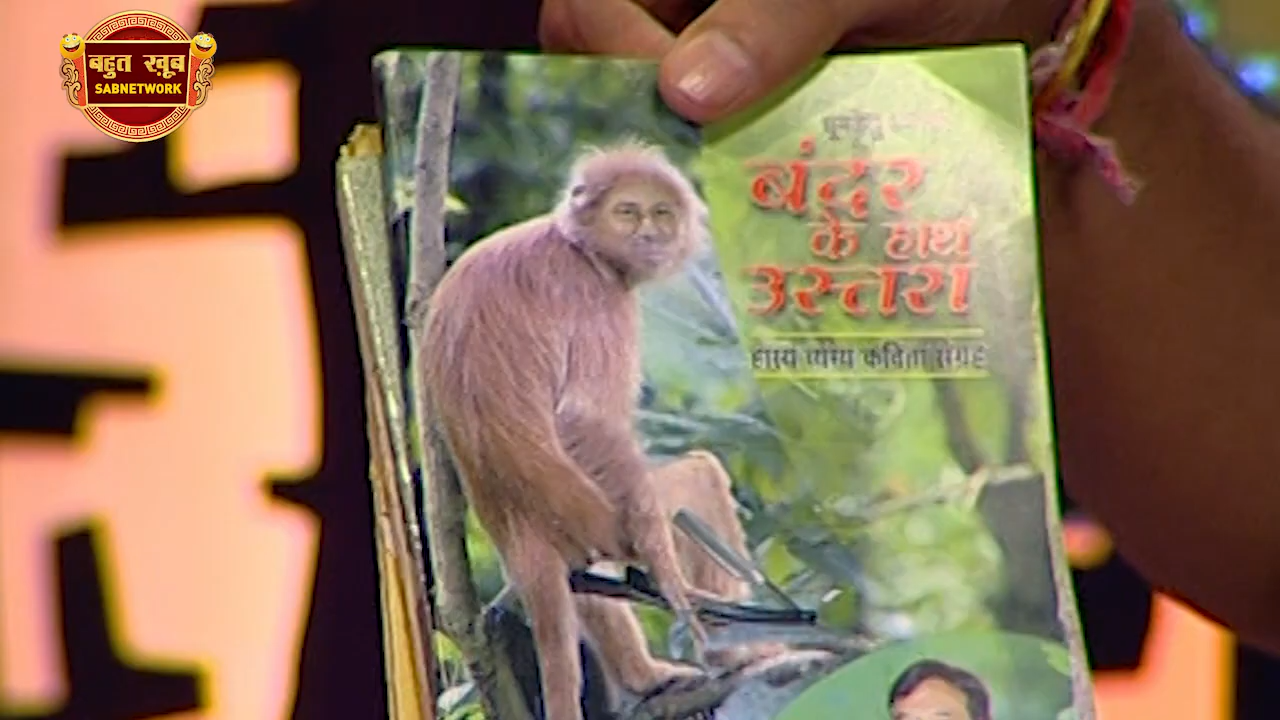 बहुत ख़ूब
SABNETWORK
बंदर
के हाथ
उस्तरा
हास्य व्यंग्य कविता संग्रह